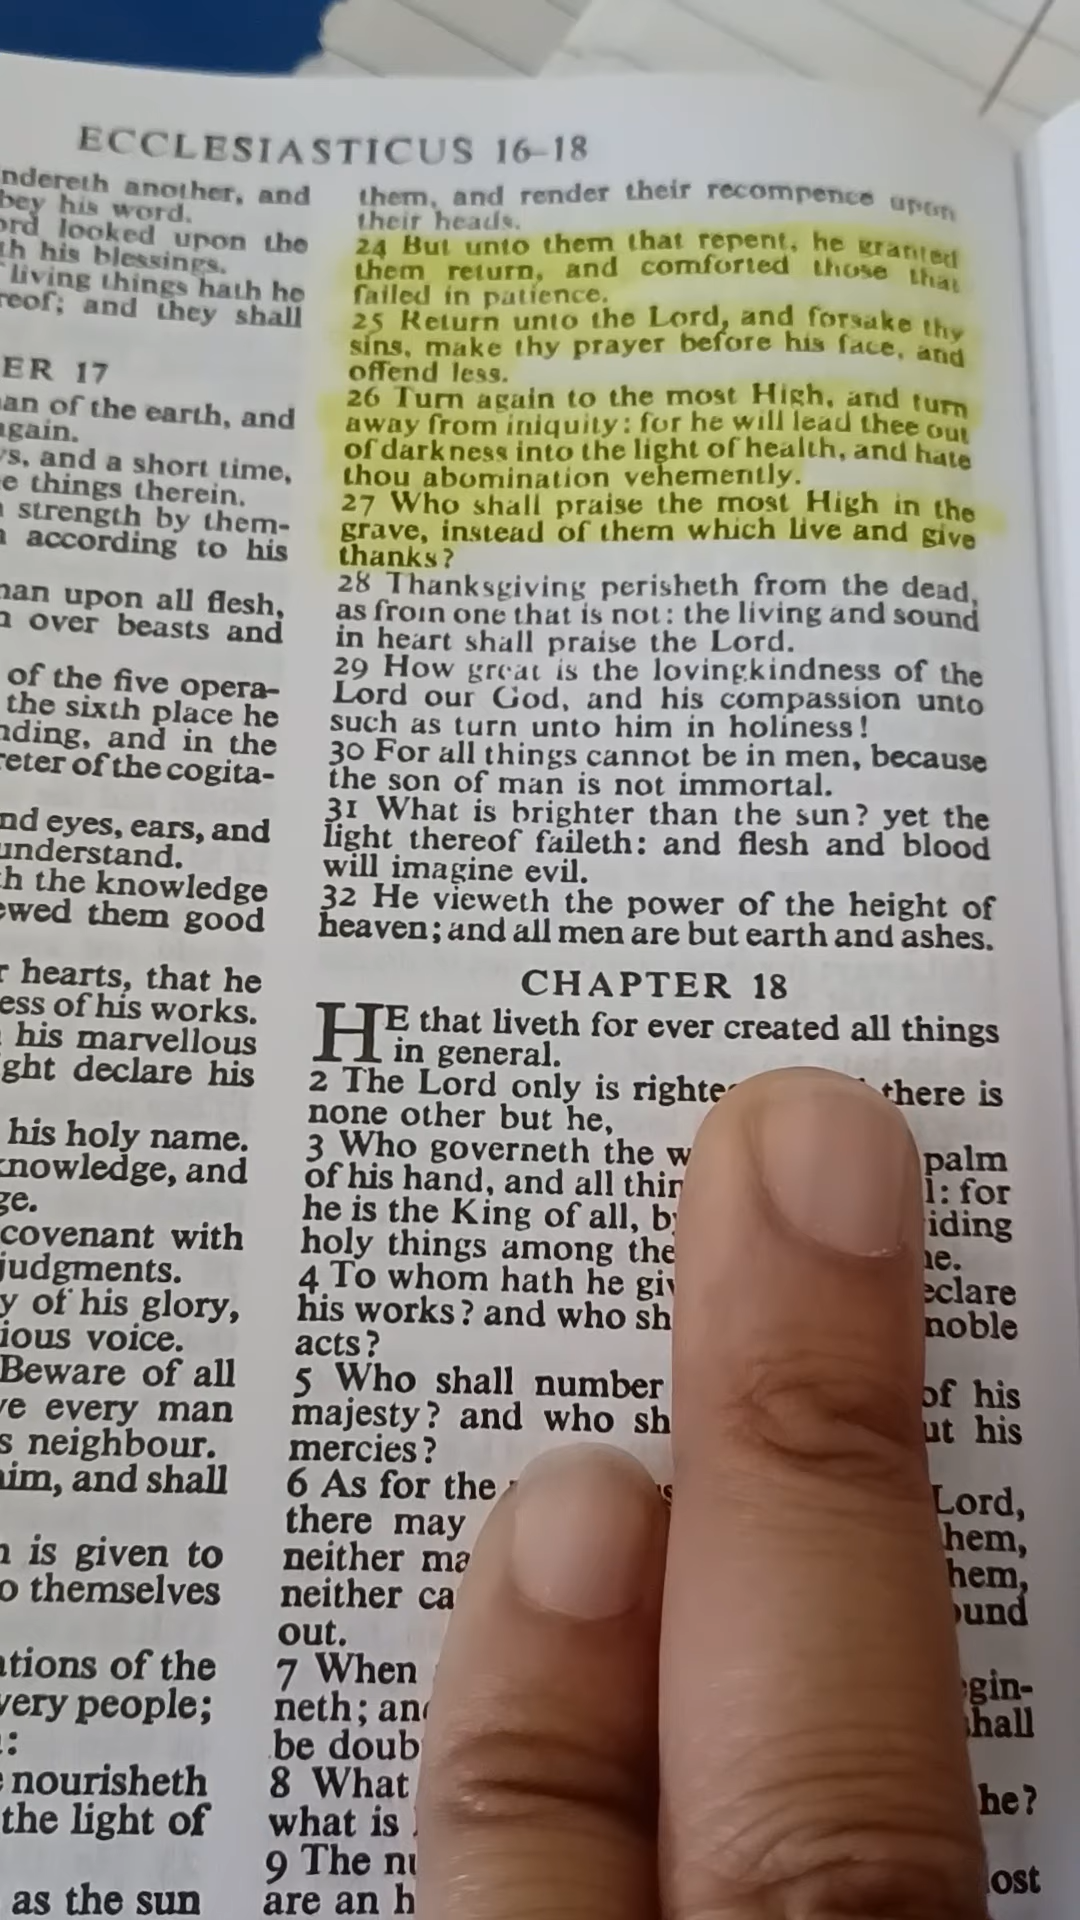 ECCLESIASTICUS 16–18
ndereth another, and
bey his word.
ord looked upon the
th his blessings.
living things hath he
reof; and they shall
ER 17
an of the earth, and
again.
s, and a short time,
e things therein.
strength by them-
according to his
man upon all flesh,
over beasts and
of the five opera-
the sixth place he
nding, and in the
reter of the cogita-
nd eyes, ears, and
understand.
h the knowledge
ewed them good
hearts, that he
ess of his works.
his marvellous
ght declare his
his holy name.
knowledge, and
ge.
covenant with
judgments.
y of his glory,
ious voice.
Beware of all
ve every man
s neighbour.
him, and shall
is given to
o themselves
ations of the
very people;
:
nourisheth
the light of
as the sun
them, and render their recompence upon
their heads.
24 But unto them that repent, he granted
them return, and comforted those that
failed in patience.
25 Return unto the Lord, and forsake thy
sins, make thy prayer before his face, and
offend less.
26 Turn again to the most High, and turn
away from iniquity: for he will lead thee out
of darkness into the light of health, and hate
thou abomination vehemently.
27 Who shall praise the most High in the
grave, instead of them which live and give
thanks?
28 Thanksgiving perisheth from the dead,
as from one that is not: the living and sound
in heart shall praise the Lord.
29 How great is the lovingkindness of the
Lord our God, and his compassion unto
such as turn unto him in holiness!
30 For all things cannot be in men, because
the son of man is not immortal.
31 What is brighter than the sun? yet the
light thereof faileth: and flesh and blood
will imagine evil.
32 He vieweth the power of the height of
heaven; and all men are but earth and ashes.
CHAPTER 18
HE that liveth for ever created all things
in general.
2 The Lord only is righte there is
none other but he,
3 Who governeth the w palm
of his hand, and all thin l: for
he is the King of all, by iding
holy things among the ne.
4 To whom hath he giv eclare
his works? and who sh noble
acts?
5 Who shall number of his
majesty? and who sh ut his
mercies?
6 As for the Lord,
there may hem,
neither ma hem,
neither ca ound
out.
7 When gin-
neth; and hall
be doub
8 What he?
what is
9 The nu ost
are an h